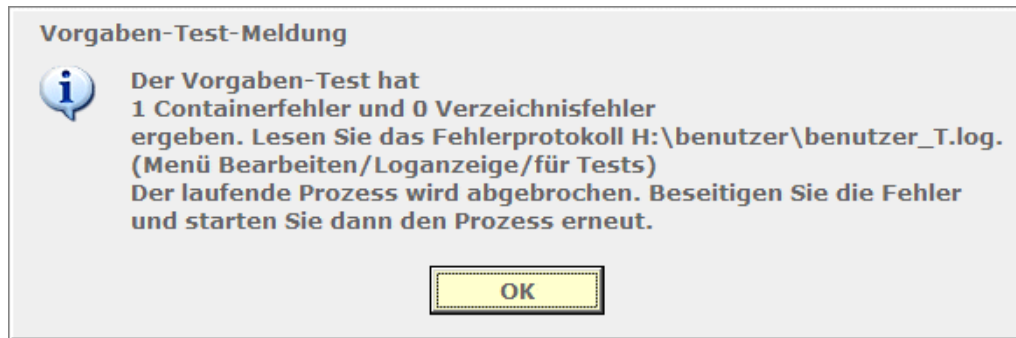 Vorgaben-Test-Meldung
Der Vorgaben-Test hat
1 Containerfehler und 0 Verzeichnisfehler
ergeben. Lesen Sie das Fehlerprotokoll H:\benutzer\benutzer_T.log.
(Menü Bearbeiten/Loganzeige/für Tests)
Der laufende Prozess wird abgebrochen. Beseitigen Sie die Fehler
und starten Sie dann den Prozess erneut.
OK